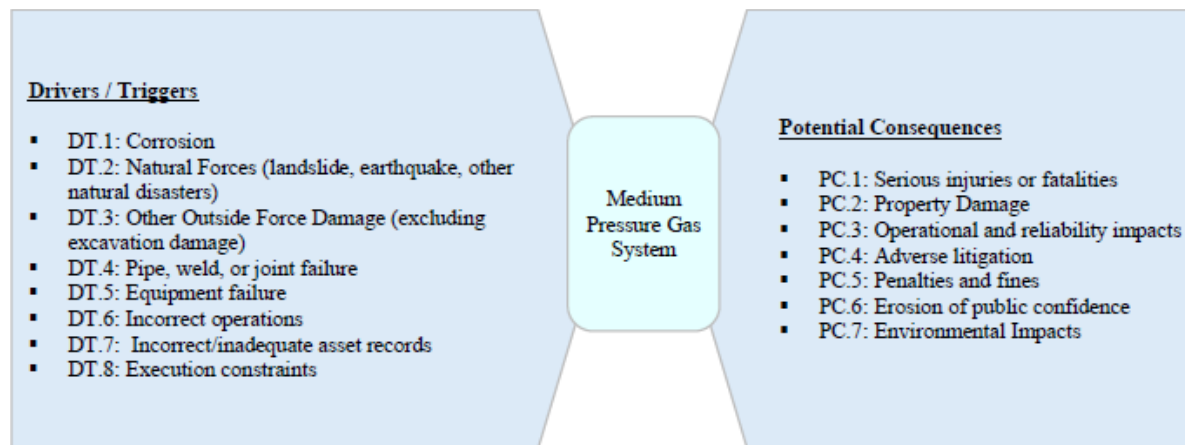 Drivers / Triggers
▪ DT.1: Corrosion
▪ DT.2: Natural Forces (landslide, earthquake, other
natural disasters)
▪ DT.3: Other Outside Force Damage (excluding
excavation damage)
▪ DT.4: Pipe, weld, or joint failure
▪ DT.5: Equipment failure
▪ DT.6: Incorrect operations
▪ DT.7: Incorrect/inadequate asset records
▪ DT.8: Execution constraints
Medium
Pressure Gas
System
Potential Consequences
▪ PC.1: Serious injuries or fatalities
▪ PC.2: Property Damage
▪ PC.3: Operational and reliability impacts
▪ PC.4: Adverse litigation
▪ PC.5: Penalties and fines
▪ PC.6: Erosion of public confidence
▪ PC.7: Environmental Impacts